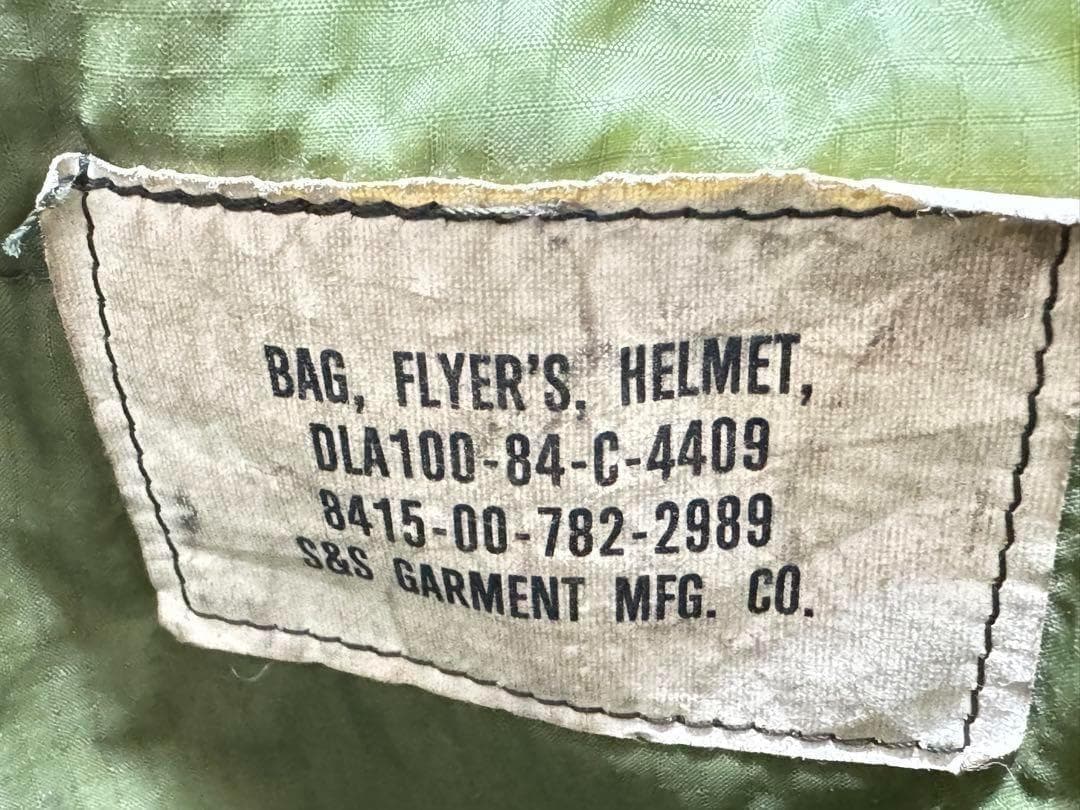 BAG, FLYER'S, HELMET,
DLA100-84-C-4409
8415-00-782-2989
S&S GARMENT MFG. CO.